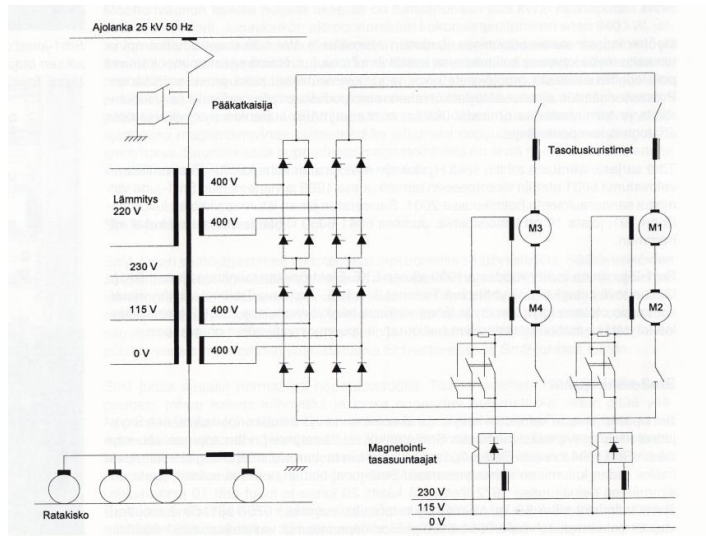 Ajolanka 25 kV 50 Hz
Pääkatkaisija
Tasoituskuristimet
400 V
Lämmitys
220 V
400 V
M3
M1
230 V
115 V
400 V
M4
M2
0 V
400 V
Magnetointi-
tasasuuntaajat
230 V
115 V
0 V
Ratakisko